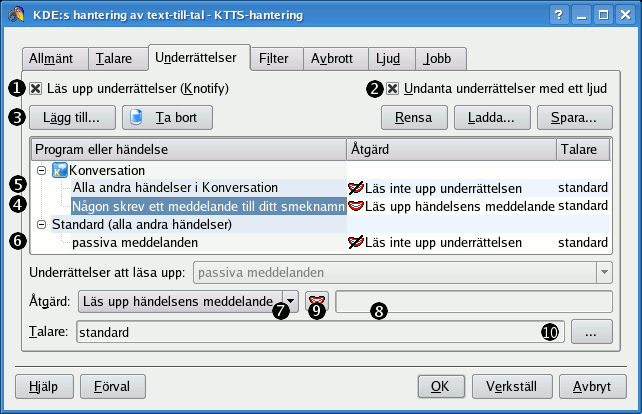 KDE:s hantering av text-till-tal - KTTS-hantering
Allmänt Talare Underrättelser Filter Avbrott Ljud Jobb
1 Läs upp underrättelser (Knotify) 2 Undanta underrättelser med ett ljud
3 Lägg till... Ta bort Rensa Ladda... Spara...
Program eller händelse Åtgärd Talare
Konversation
5 Alla andra händelser i Konversation Läs inte upp underrättelsen standard
4 Någon skrev ett meddelande till ditt smeknamn Läs upp händelsens meddelande standard
Standard (alla andra händelser)
6 passiva meddelanden Läs inte upp underrättelsen standard
Underrättelser att läsa upp: passiva meddelanden
Åtgärd: Läs upp händelsens meddelande 7 9 8
Talare: standard 10 ...
Hjälp Förval OK Verkställ Avbryt